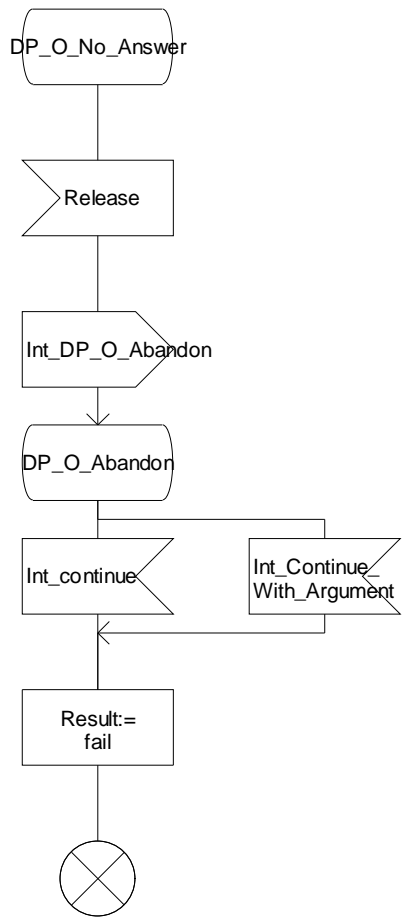 DP_O_No_Answer
Release
Int_DP_O_Abandon
DP_O_Abandon
Int_continue
Int_Continue_
With_Argument
Result:=
fail